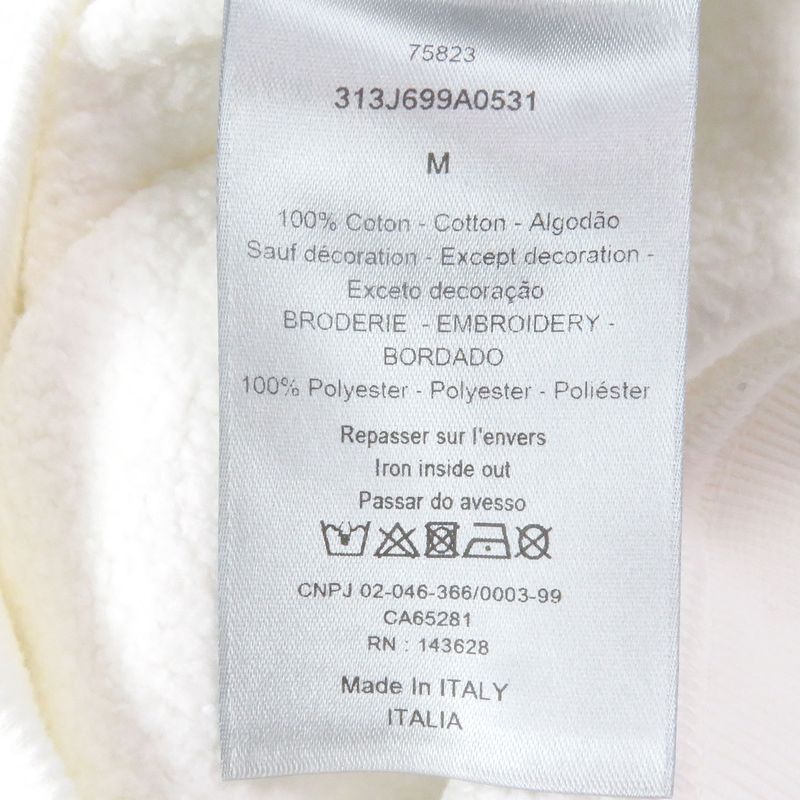 75823
313J699A0531
M
100% Coton - Cotton - Algodão
Sauf décoration - Except decoration -
Exceto decoração
BRODERIE - EMBROIDERY -
BORDADO
100% Polyester - Polyester - Poliéster
Repasser sur l'envers
Iron inside out
Passar do avesso
CNPJ 02-046-366/0003-99
CA65281
RN : 143628
Made In ITALY
ITALIA